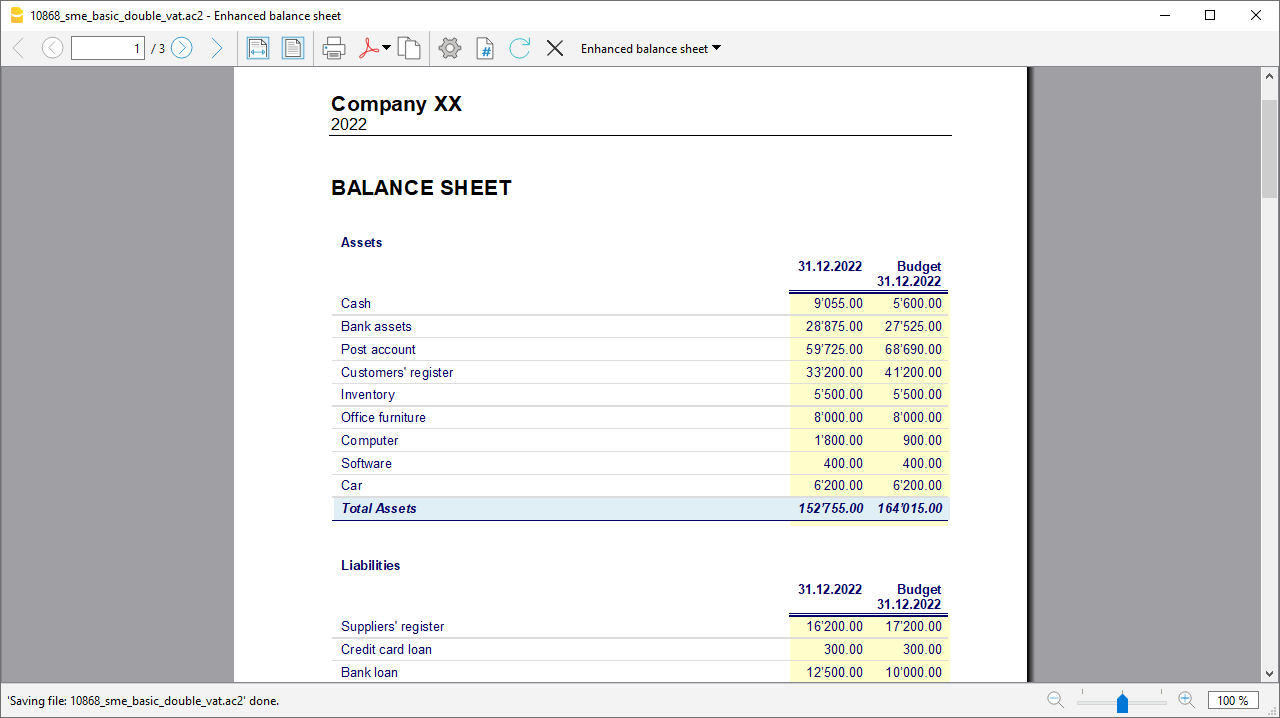 10868_sme_basic_double_vat.ac2 - Enhanced balance sheet
1 / 3 # Enhanced balance sheet
Company XX
2022
BALANCE SHEET
Assets
31.12.2022 Budget
31.12.2022
Cash 9'055.00 5'600.00
Bank assets 28'875.00 27'525.00
Post account 59'725.00 68'690.00
Customers' register 33'200.00 41'200.00
Inventory 5'500.00 5'500.00
Office furniture 8'000.00 8'000.00
Computer 1'800.00 900.00
Software 400.00 400.00
Car 6'200.00 6'200.00
Total Assets 152'755.00 164'015.00
Liabilities
31.12.2022 Budget
31.12.2022
Suppliers' register 16'200.00 17'200.00
Credit card loan 300.00 300.00
Bank loan 12'500.00 10'000.00
'Saving file: 10868_sme_basic_double_vat.ac2' done.
100 %